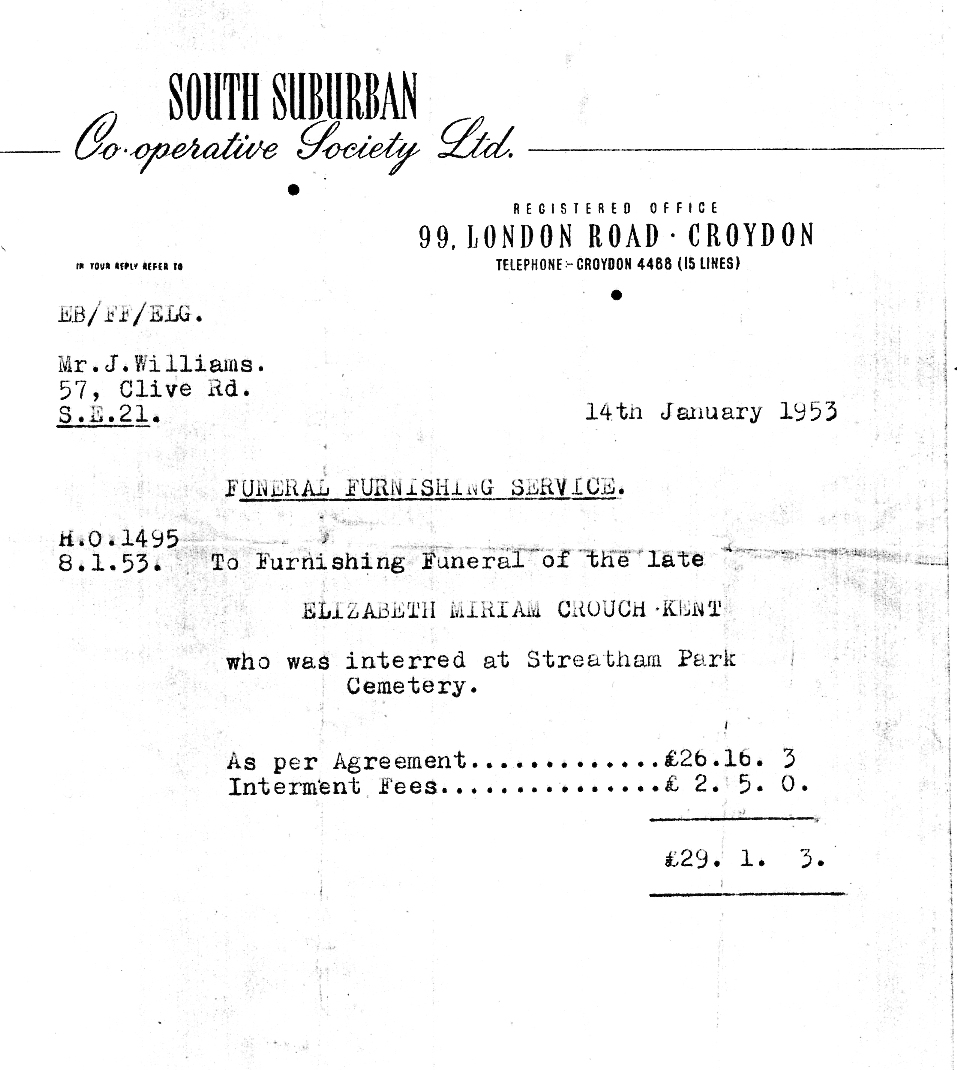 SOUTH SUBURBAN
Co-operative Society Ltd.
REGISTERED OFFICE
99, LONDON ROAD · CROYDON
TELEPHONE:- CROYDON 4488 (15 LINES)
IN YOUR REPLY REFER TO
EB/FF/ELG.
Mr.J.Williams.
57, Clive Rd.
S.E.21.
14th January 1953
FUNERAL FURNISHING SERVICE.
H.O.1495
8.1.53. To Furnishing Funeral of the late
ELIZABETH MIRIAM CROUCH-KENT
who was interred at Streatham Park
Cemetery.
As per Agreement.............£26.16. 3
Interment Fees...............£ 2. 5. 0.
£29. 1. 3.